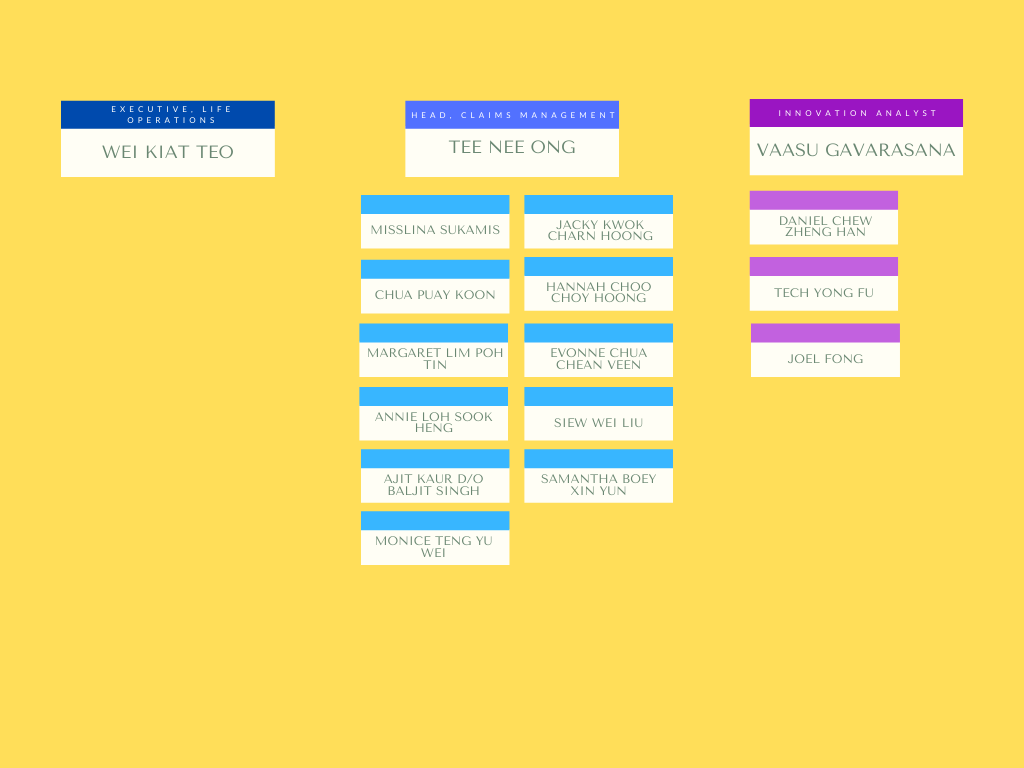 EXECUTIVE, LIFE
OPERATIONS
WEI KIAT TEO
HEAD, CLAIMS MANAGEMENT
TEE NEE ONG
MISSLINA SUKAMIS
CHUA PUAY KOON
MARGARET LIM POH
TIN
ANNIE LOH SOOK
HENG
AJIT KAUR D/O
BALJIT SINGH
MONICE TENG YU
WEI
JACKY KWOK
CHARN HOONG
HANNAH CHOO
CHOY HOONG
EVONNE CHUA
CHEAN VEEN
SIEW WEI LIU
SAMANTHA BOEY
XIN YUN
INNOVATION ANALYST
VAASU GAVARASANA
DANIEL CHEW
ZHENG HAN
TECH YONG FU
JOEL FONG